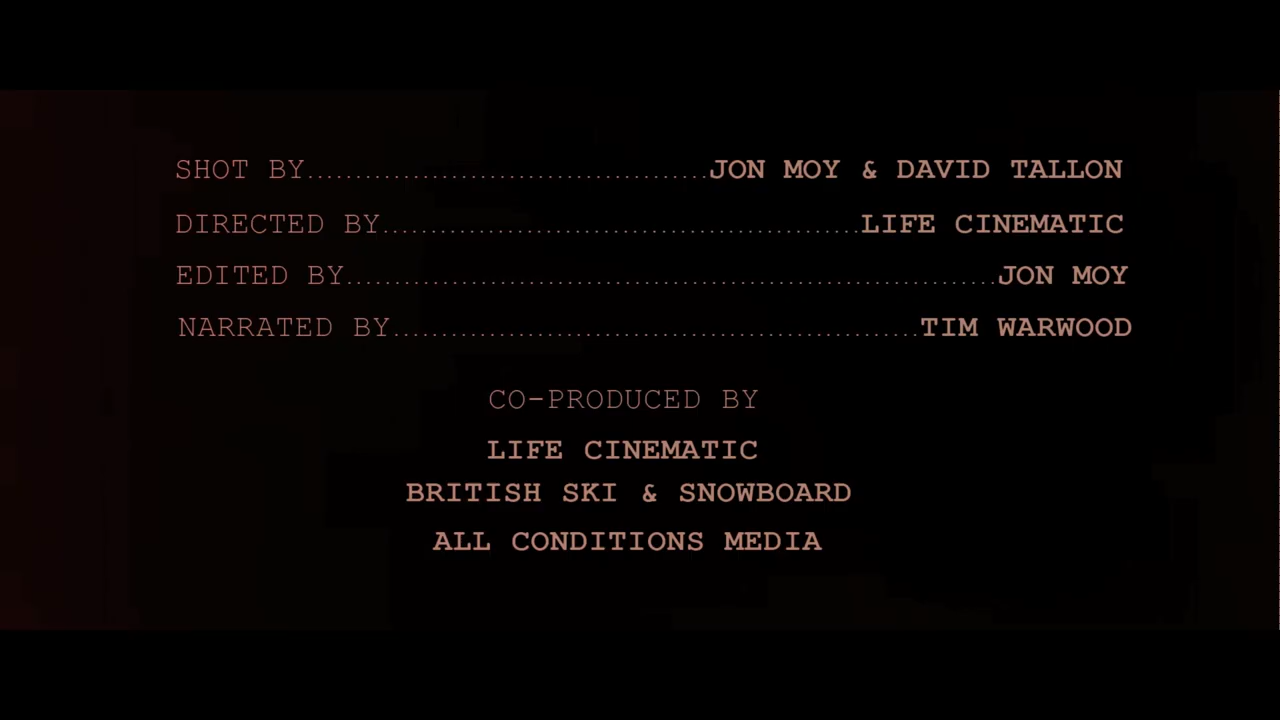 SHOT BY........................................JON MOY & DAVID TALLON
DIRECTED BY................................................LIFE CINEMATIC
EDITED BY.................................................................JON MOY
NARRATED BY.....................................................TIM WARWOOD
CO-PRODUCED BY
LIFE CINEMATIC
BRITISH SKI & SNOWBOARD
ALL CONDITIONS MEDIA